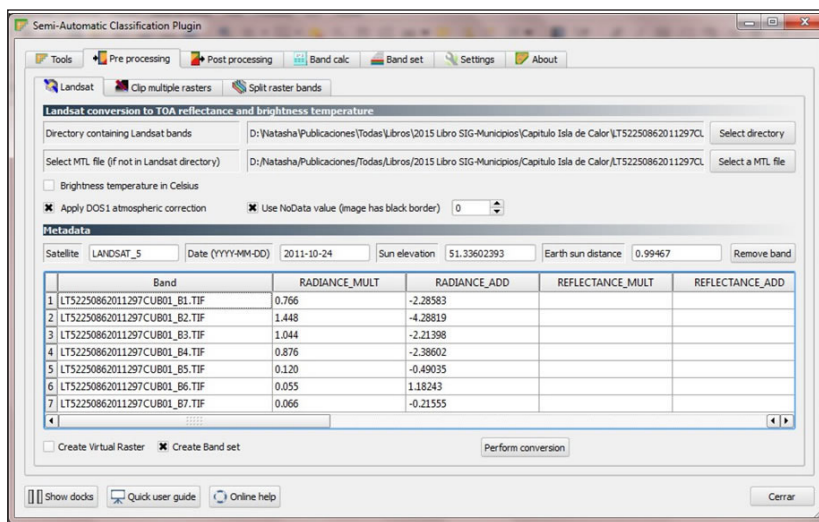 Semi-Automatic Classification Plugin
Tools Pre processing Post processing Band calc Band set Settings About
Landsat Clip multiple rasters Split raster bands
Landsat conversion to TOA reflectance and brightness temperature
Directory containing Landsat bands D:\Natasha\Publicaciones\Todas\Libros\2015 Libro SIG-Municipios\Capitulo Isla de Calor\LT52250862011297CU Select directory
Select MTL file (if not in Landsat directory) D:/Natasha/Publicaciones/Todas/Libros/2015 Libro SIG-Municipios/Capitulo Isla de Calor/LT52250862011297CU Select a MTL file
Brightness temperature in Celsius
Apply DOS1 atmospheric correction Use NoData value (image has black border) 0
Metadata
Satellite LANDSAT_5 Date (YYYY-MM-DD) 2011-10-24 Sun elevation 51.33602393 Earth sun distance 0.99467 Remove band
Band RADIANCE_MULT RADIANCE_ADD REFLECTANCE_MULT REFLECTANCE_ADD
1 LT52250862011297CUB01_B1.TIF 0.766 -2.28583
2 LT52250862011297CUB01_B2.TIF 1.448 -4.28819
3 LT52250862011297CUB01_B3.TIF 1.044 -2.21398
4 LT52250862011297CUB01_B4.TIF 0.876 -2.38602
5 LT52250862011297CUB01_B5.TIF 0.120 -0.49035
6 LT52250862011297CUB01_B6.TIF 0.055 1.18243
7 LT52250862011297CUB01_B7.TIF 0.066 -0.21555
Create Virtual Raster Create Band set Perform conversion
Show docks Quick user guide Online help Cerrar